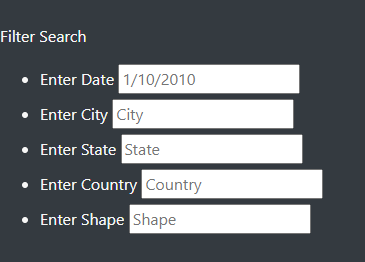 Filter Search
Enter Date 1/10/2010
Enter City City
Enter State State
Enter Country Country
Enter Shape Shape